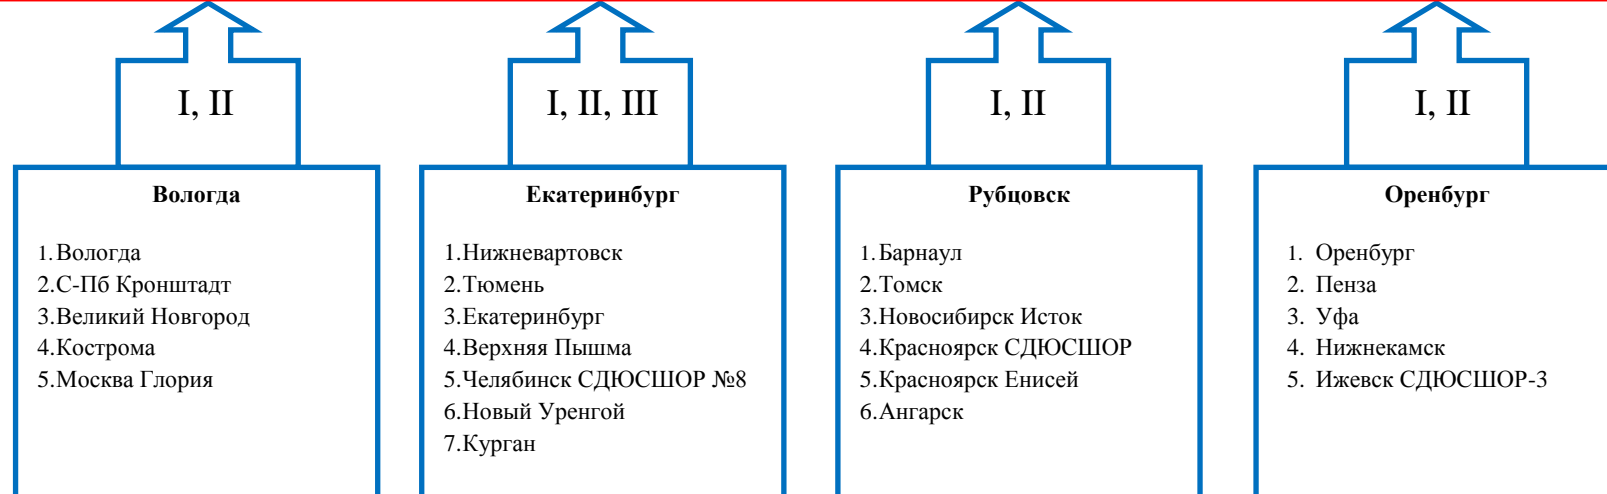 I, II
I, II, III
I, II
I, II
Вологда
1.Вологда
2.С-Пб Кронштадт
3.Великий Новгород
4.Кострома
5.Москва Глория
Екатеринбург
1.Нижневартовск
2.Тюмень
3.Екатеринбург
4.Верхняя Пышма
5.Челябинск СДЮСШОР №8
6.Новый Уренгой
7.Курган
Рубцовск
1.Барнаул
2.Томск
3.Новосибирск Исток
4.Красноярск СДЮСШОР
5.Красноярск Енисей
6.Ангарск
Оренбург
1. Оренбург
2. Пенза
3. Уфа
4. Нижнекамск
5. Ижевск СДЮСШОР-3